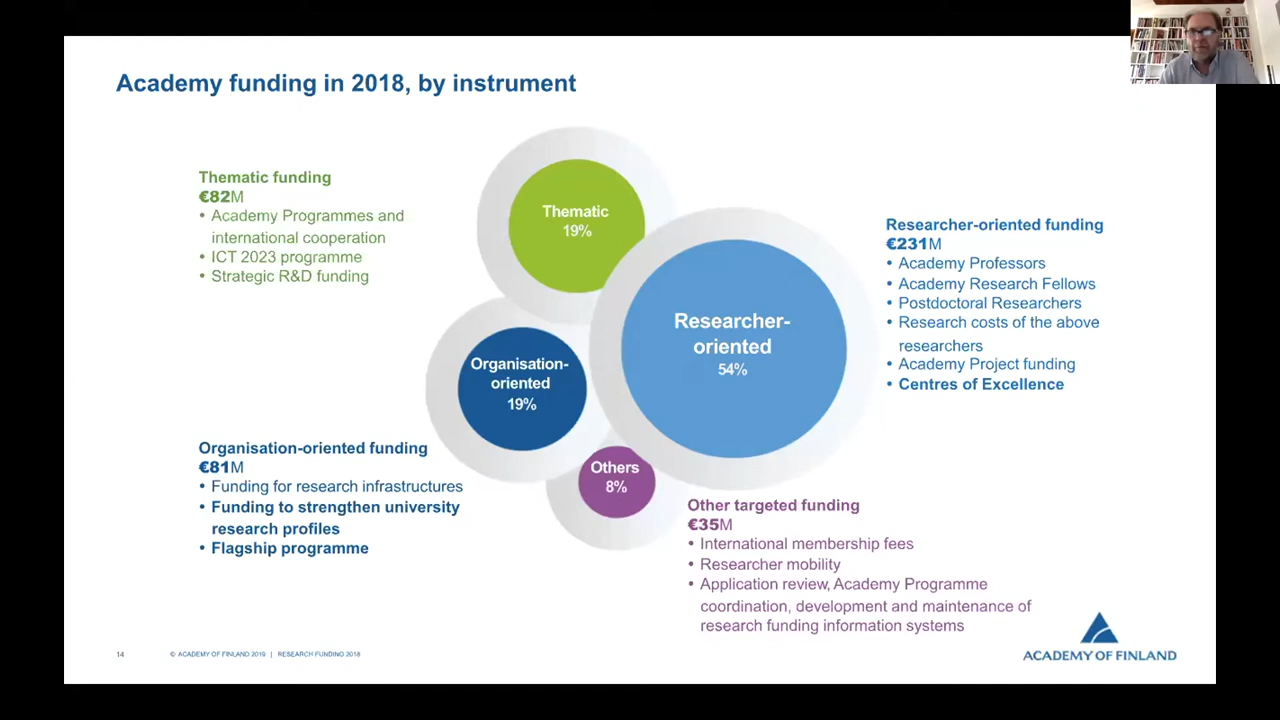 Academy funding in 2018, by instrument
Thematic funding
€82M
• Academy Programmes and
international cooperation
• ICT 2023 programme
• Strategic R&D funding
Thematic
19%
Researcher-
oriented
54%
Researcher-oriented funding
€231M
• Academy Professors
• Academy Research Fellows
• Postdoctoral Researchers
• Research costs of the above
researchers
• Academy Project funding
• Centres of Excellence
Organisation-
oriented
19%
Organisation-oriented funding
€81M
• Funding for research infrastructures
• Funding to strengthen university
research profiles
• Flagship programme
Others
8%
Other targeted funding
€35M
• International membership fees
• Researcher mobility
• Application review, Academy Programme
coordination, development and maintenance of
research funding information systems
14
© ACADEMY OF FINLAND 2019 | RESEARCH FUNDING 2018
ACADEMY OF FINLAND